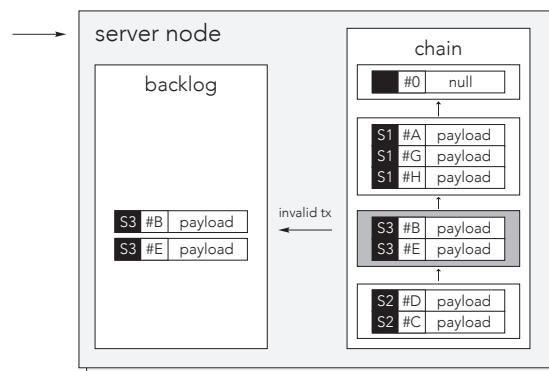 server node
backlog
S3 #B payload
S3 #E payload
invalid tx
chain
#0 null
S1 #A payload
S1 #G payload
S1 #H payload
S3 #B payload
S3 #E payload
S2 #D payload
S2 #C payload